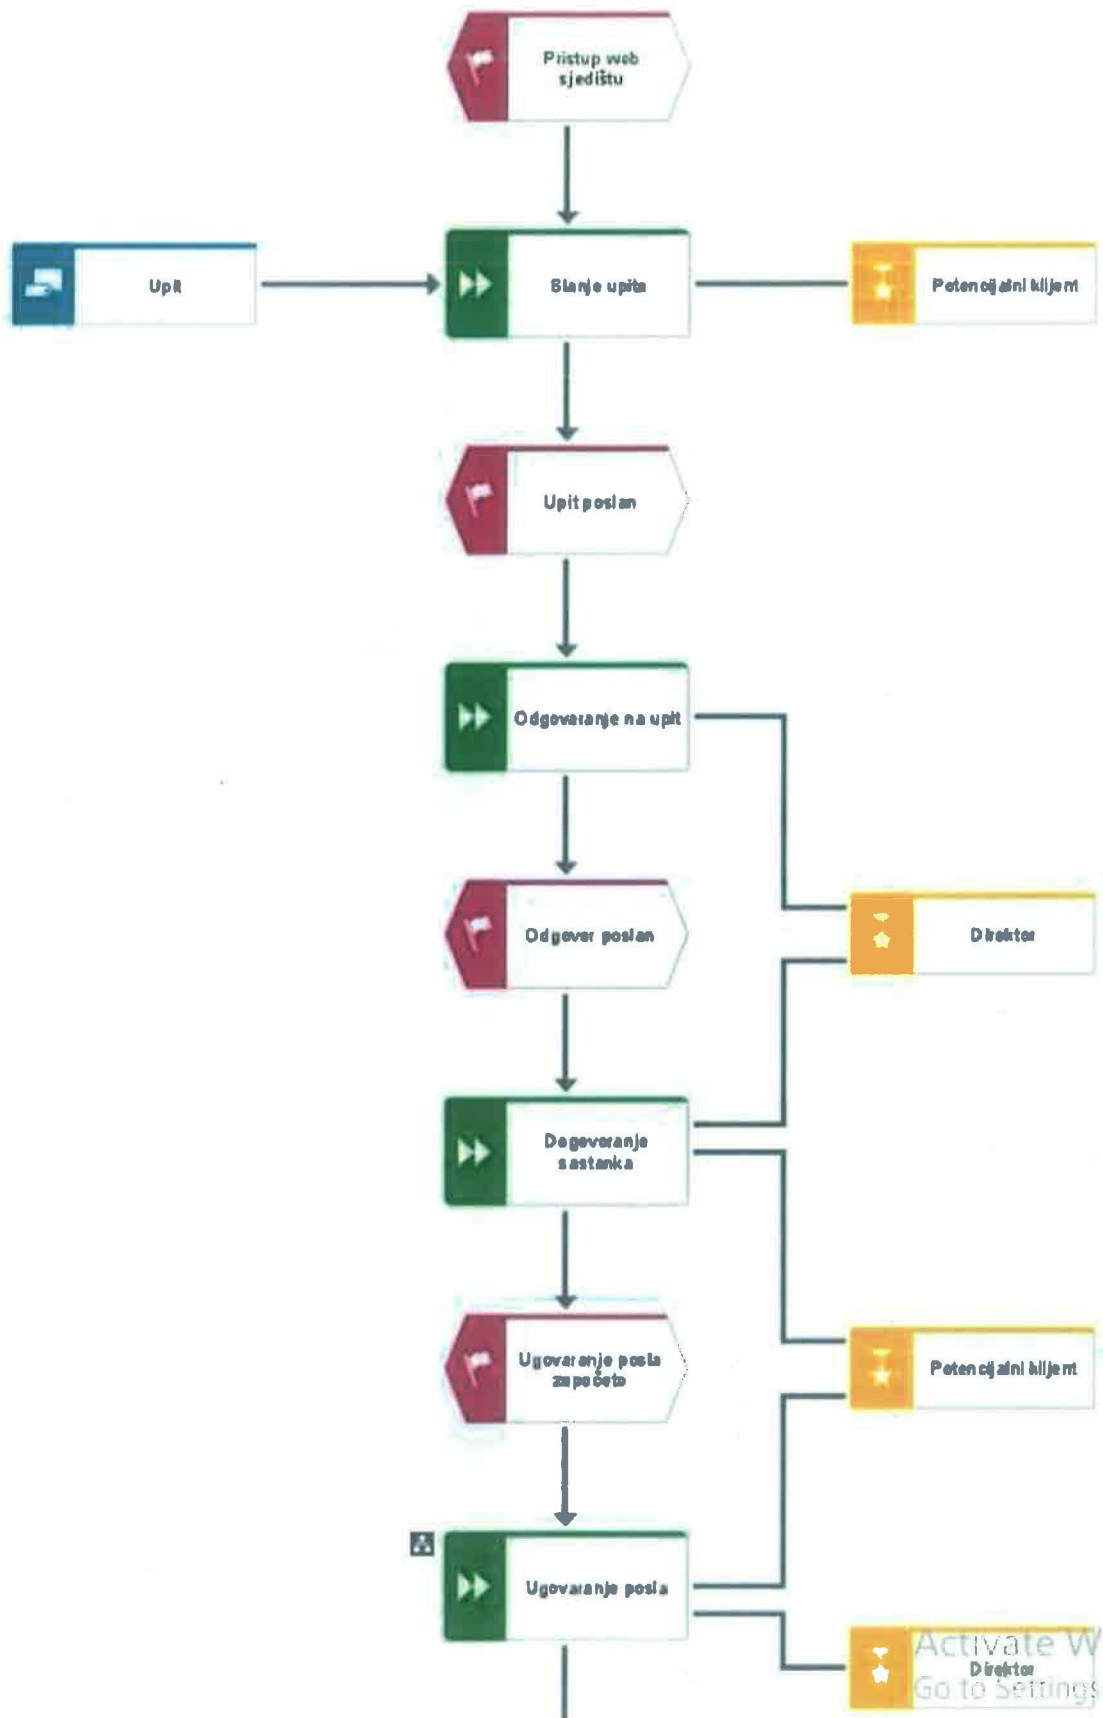 Pristup web
sjedištu
Upit
Slanje upita
Potencijalni klijent
Upit poslan
Odgovaranje na upit
Odgovor poslan
Direktor
Dogovaranje
sastanka
Ugovaranje posla
započeto
Potencijalni klijent
Ugovaranje posla
Activate W
Direktor
Go to Settings